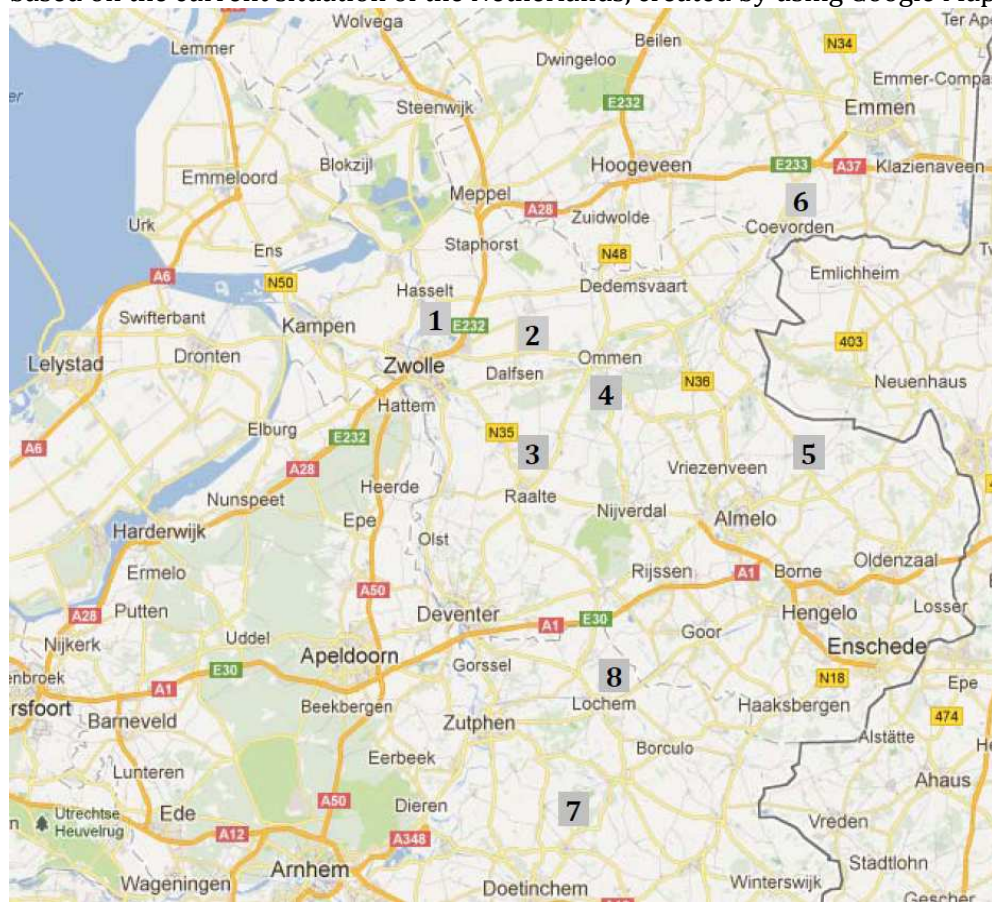 based on the current situation of the Netherlands, created by using Google Map
A28
Lemmer
Wolvega
Beilen
Ter Ape
N34
Dwingeloo
Emmer-Compa
Steenwijk
E232
Emmen
Blokzijl
Hoogeveen
E233
A37
Klazienaveen
Emmeloord
Meppel
6
A28
Zuidwolde
Urk
Coevorden
Staphorst
Ens
N48
Emlichheim
A6
N50
Hasselt
Dedemsvaart
Swifterbant
Kampen
1
E232
2
403
Lelystad
Dronten
Zwolle
Ommen
Dalfsen
N36
Neuenhaus
4
Hattem
Elburg
E232
N35
A6
3
5
A28
Vriezenveen
Heerde
Nunspeet
Raalte
Nijverdal
Epe
Almelo
Harderwijk
Olst
Oldenzaal
Ermelo
Rijssen
A1
Borne
A50
A28
Putten
Deventer
Hengelo
Losser
A1
E30
Nijkerk
Uddel
Goor
Enschede
Apeldoorn
Gorssel
E30
8
N18
Epe
enbroek
A1
rsfoort
Beekbergen
Lochem
Haaksbergen
Barneveld
Zutphen
474
Alstätte
Borculo
Eerbeek
Lunteren
Ahaus
A50
Dieren
7
Utrechtse
Heuvelrug
Ede
Vreden
A12
A348
Arnhem
Stadtlohn
Wageningen
Doetinchem
Winterswijk
Gescher